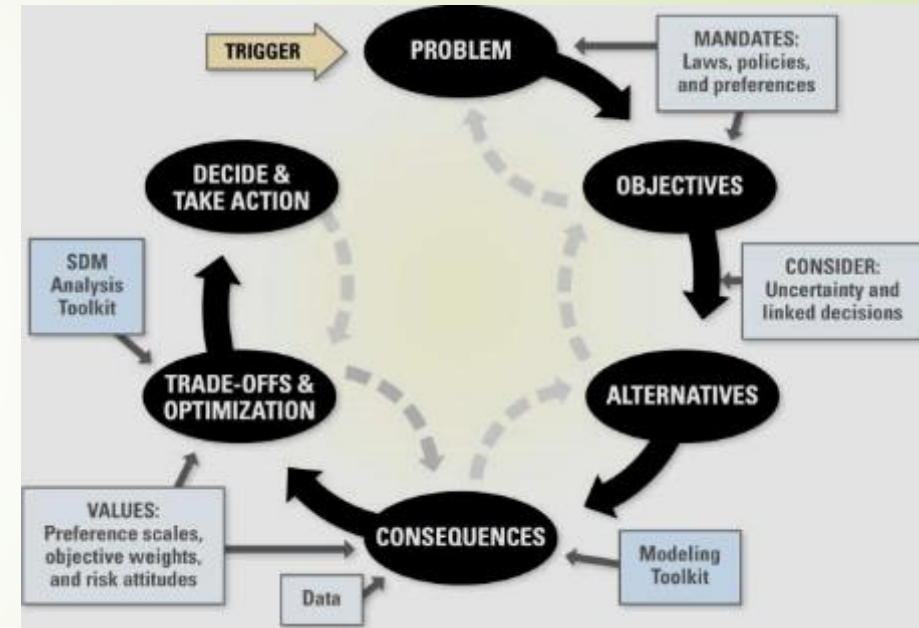 TRIGGER
PROBLEM
MANDATES:
Laws, policies,
and preferences
DECIDE &
TAKE ACTION
OBJECTIVES
SDM
Analysis
Toolkit
CONSIDER:
Uncertainty and
linked decisions
TRADE-OFFS &
OPTIMIZATION
ALTERNATIVES
VALUES:
Preference scales,
objective weights,
and risk attitudes
CONSEQUENCES
Data
Modeling
Toolkit